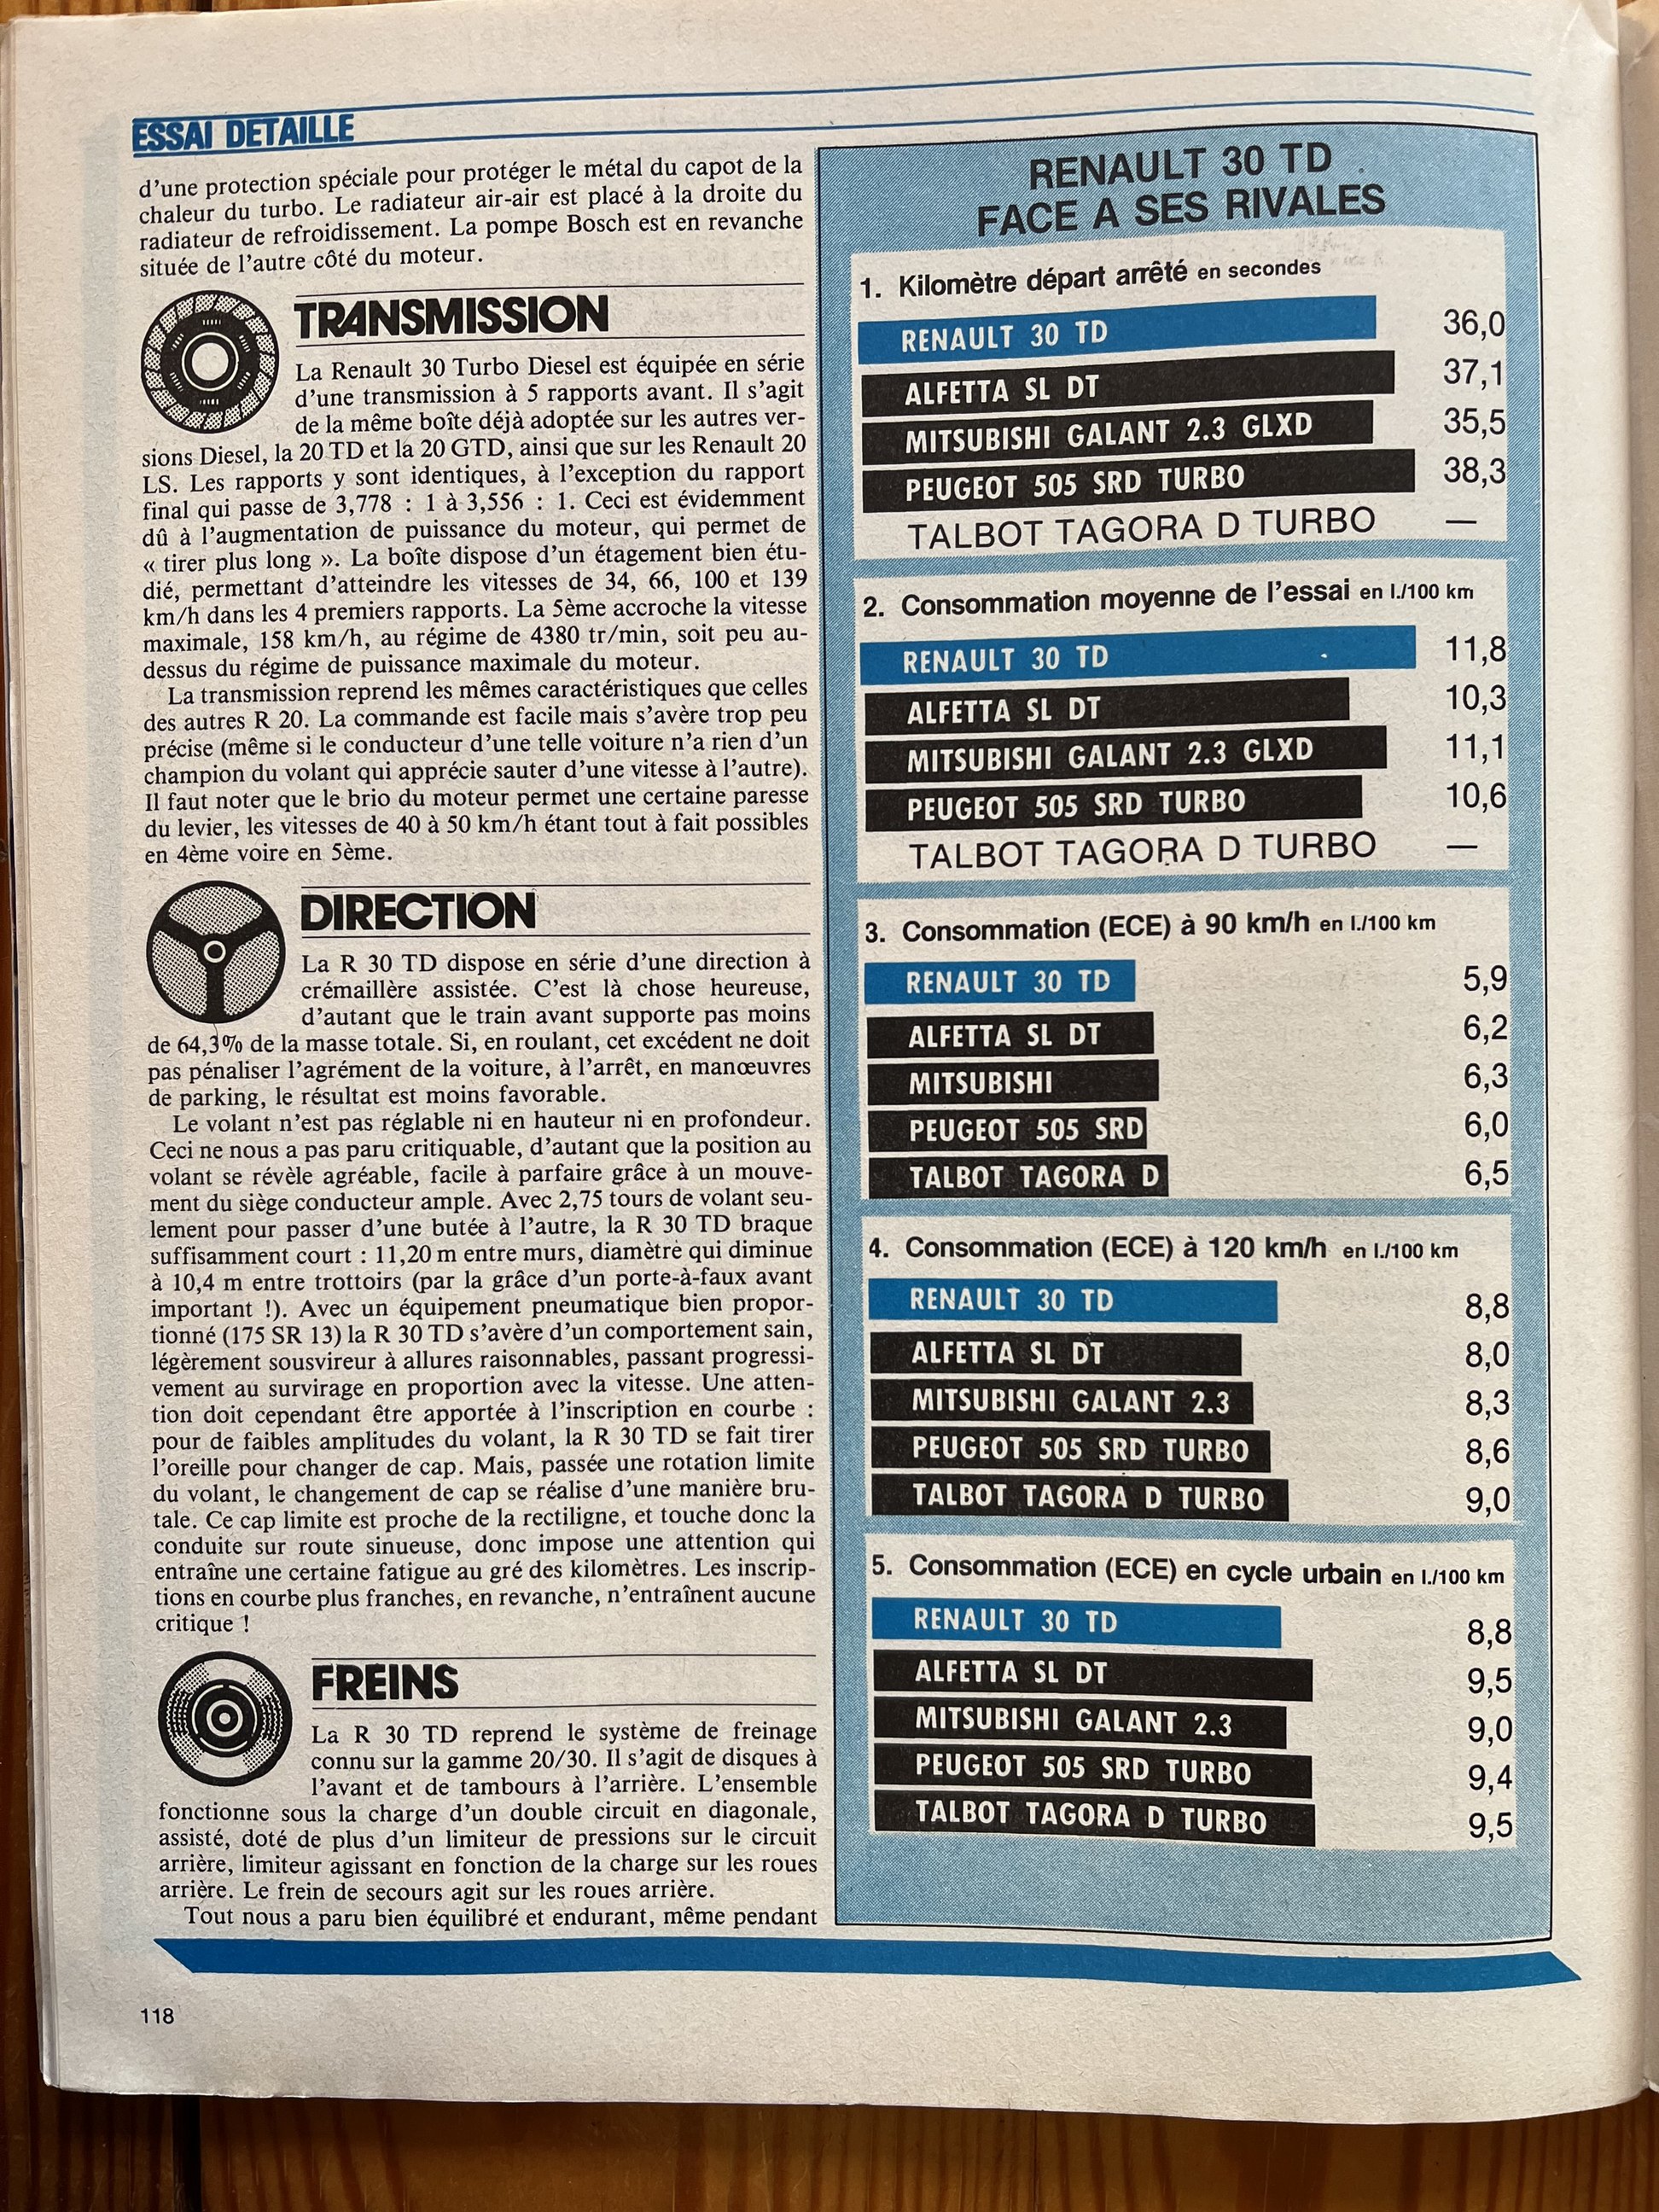 ESSAI DETAILLE
d'une protection spéciale pour protéger le métal du capot de la
chaleur du turbo. Le radiateur air-air est placé à la droite du
radiateur de refroidissement. La pompe Bosch est en revanche
située de l'autre côté du moteur.
TRANSMISSION
La Renault 30 Turbo Diesel est équipée en série
d'une transmission à 5 rapports avant. Il s'agit
de la même boîte déjà adoptée sur les autres ver-
sions Diesel, la 20 TD et la 20 GTD, ainsi que sur les Renault 20
LS. Les rapports y sont identiques, à l'exception du rapport
final qui passe de 3,778 : 1 à 3,556 : 1. Ceci est évidemment
dû à l'augmentation de puissance du moteur, qui permet de
« tirer plus long ». La boîte dispose d'un étagement bien étu-
dié, permettant d'atteindre les vitesses de 34, 66, 100 et 139
km/h dans les 4 premiers rapports. La 5ème accroche la vitesse
maximale, 158 km/h, au régime de 4380 tr/min, soit peu au-
dessus du régime de puissance maximale du moteur.
La transmission reprend les mêmes caractéristiques que celles
des autres R 20. La commande est facile mais s'avère trop peu
précise (même si le conducteur d'une telle voiture n'a rien d'un
champion du volant qui apprécie sauter d'une vitesse à l'autre).
Il faut noter que le brio du moteur permet une certaine paresse
du levier, les vitesses de 40 à 50 km/h étant tout à fait possibles
en 4ème voire en 5ème.
DIRECTION
La R 30 TD dispose en série d'une direction à
crémaillère assistée. C'est là chose heureuse,
d'autant que le train avant supporte pas moins
de 64,3% de la masse totale. Si, en roulant, cet excédent ne doit
pas pénaliser l'agrément de la voiture, à l'arrêt, en manœuvres
de parking, le résultat est moins favorable.
Le volant n'est pas réglable ni en hauteur ni en profondeur.
Ceci ne nous a pas paru critiquable, d'autant que la position au
volant se révèle agréable, facile à parfaire grâce à un mouve-
ment du siège conducteur ample. Avec 2,75 tours de volant seu-
lement pour passer d'une butée à l'autre, la R 30 TD braque
suffisamment court : 11,20 m entre murs, diamètre qui diminue
à 10,4 m entre trottoirs (par la grâce d'un porte-à-faux avant
important !). Avec un équipement pneumatique bien propor-
tionné (175 SR 13) la R 30 TD s'avère d'un comportement sain,
légèrement sousvireur à allures raisonnables, passant progressi-
vement au survirage en proportion avec la vitesse. Une atten-
tion doit cependant être apportée à l'inscription en courbe :
pour de faibles amplitudes du volant, la R 30 TD se fait tirer
l'oreille pour changer de cap. Mais, passée une rotation limite
du volant, le changement de cap se réalise d'une manière bru-
tale. Ce cap limite est proche de la rectiligne, et touche donc la
conduite sur route sinueuse, donc impose une attention qui
entraîne une certaine fatigue au gré des kilomètres. Les inscrip-
tions en courbe plus franches, en revanche, n'entraînent aucune
critique !
FREINS
La R 30 TD reprend le système de freinage
connu sur la gamme 20/30. Il s'agit de disques à
l'avant et de tambours à l'arrière. L'ensemble
fonctionne sous la charge d'un double circuit en diagonale,
assisté, doté de plus d'un limiteur de pressions sur le circuit
arrière, limiteur agissant en fonction de la charge sur les roues
arrière. Le frein de secours agit sur les roues arrière.
Tout nous a paru bien équilibré et endurant, même pendant
RENAULT 30 TD
FACE A SES RIVALES
1. Kilomètre départ arrêté en secondes
RENAULT 30 TD 36,0
ALFETTA SL DT 37,1
MITSUBISHI GALANT 2.3 GLXD 35,5
PEUGEOT 505 SRD TURBO 38,3
TALBOT TAGORA D TURBO —
2. Consommation moyenne de l'essai en l./100 km
RENAULT 30 TD 11,8
ALFETTA SL DT 10,3
MITSUBISHI GALANT 2.3 GLXD 11,1
PEUGEOT 505 SRD TURBO 10,6
TALBOT TAGORA D TURBO —
3. Consommation (ECE) à 90 km/h en l./100 km
RENAULT 30 TD 5,9
ALFETTA SL DT 6,2
MITSUBISHI 6,3
PEUGEOT 505 SRD 6,0
TALBOT TAGORA D 6,5
4. Consommation (ECE) à 120 km/h en l./100 km
RENAULT 30 TD 8,8
ALFETTA SL DT 8,0
MITSUBISHI GALANT 2.3 8,3
PEUGEOT 505 SRD TURBO 8,6
TALBOT TAGORA D TURBO 9,0
5. Consommation (ECE) en cycle urbain en l./100 km
RENAULT 30 TD 8,8
ALFETTA SL DT 9,5
MITSUBISHI GALANT 2.3 9,0
PEUGEOT 505 SRD TURBO 9,4
TALBOT TAGORA D TURBO 9,5
118